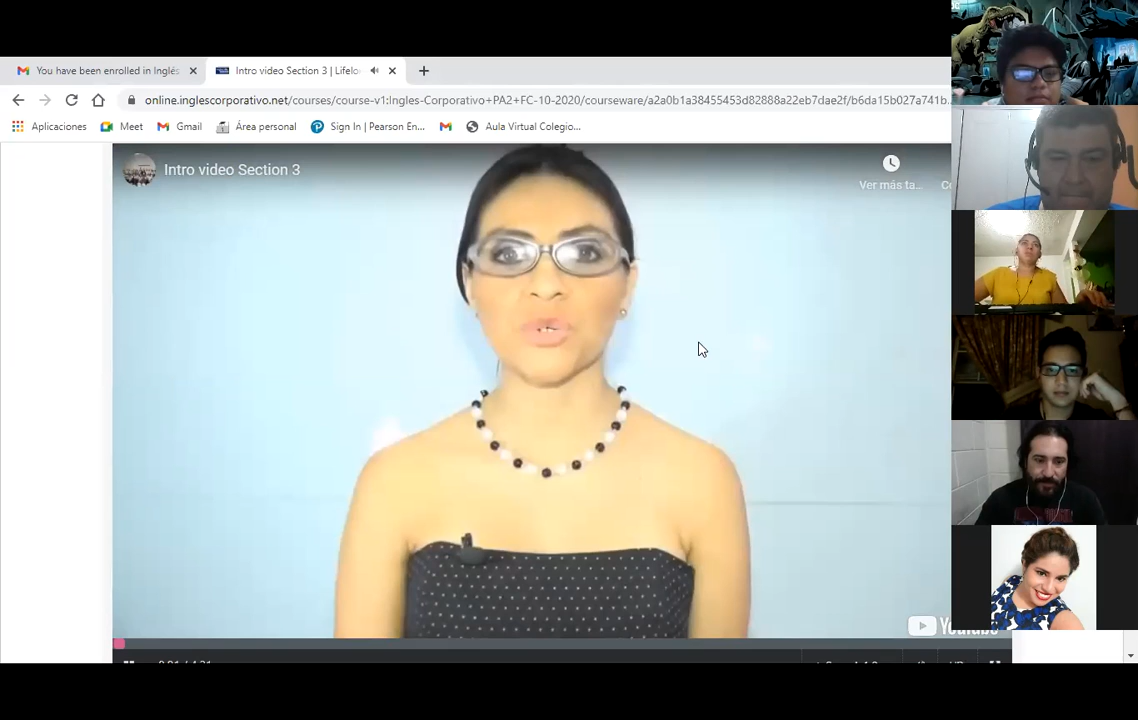 You have been enrolled in Inglés
Intro video Section 3 | Lifelo
online.inglescorporativo.net/courses/course-v1:Ingles-Corporativo+PA2+FC-10-2020/courseware/a2a0b1a38455453d82888a22eb7dae2f/b6da15b027a741b...
Aplicaciones
Meet
Gmail
Área personal
Sign In | Pearson En...
Aula Virtual Colegio...
Intro video Section 3
Ver más ta...
YouTube